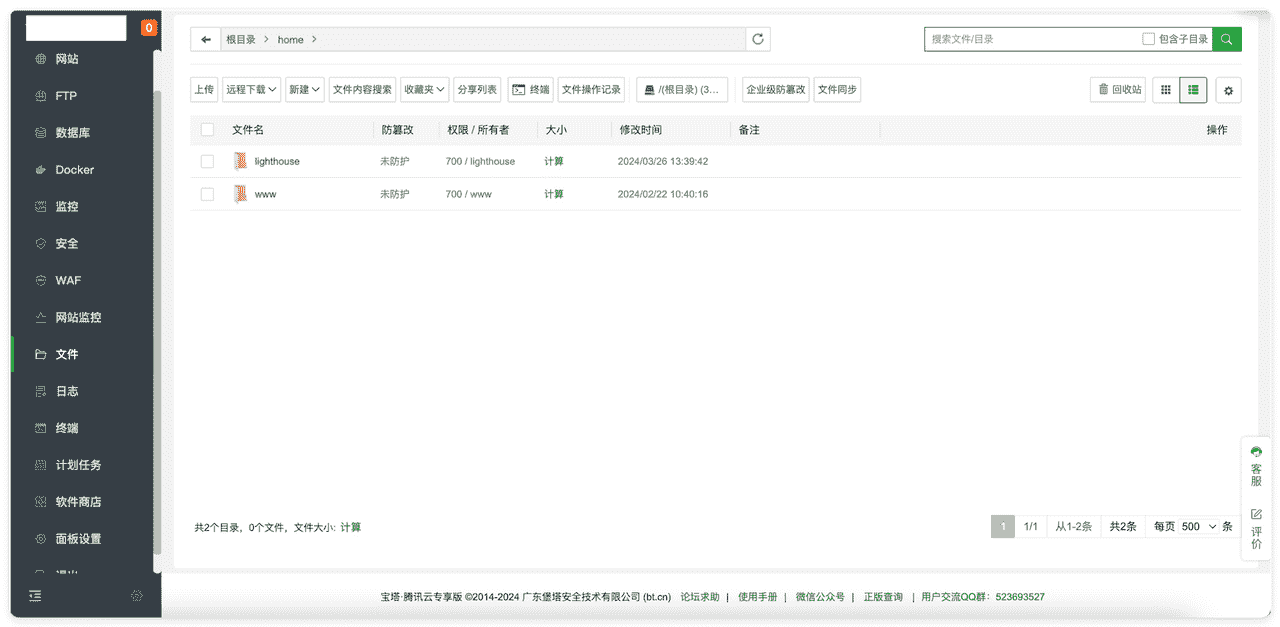 0
根目录 > home >
搜索文件/目录 包含子目录
网站
FTP
数据库
Docker
监控
安全
WAF
网站监控
文件
日志
终端
计划任务
软件商店
面板设置
上传 远程下载 新建 文件内容搜索 收藏夹 分享列表 终端 文件操作记录 /(根目录) (3... 企业级防篡改 文件同步 回收站
文件名 防篡改 权限 / 所有者 大小 修改时间 备注 操作
lighthouse 未防护 700 / lighthouse 计算 2024/03/26 13:39:42
www 未防护 700 / www 计算 2024/02/22 10:40:16
共2个目录，0个文件，文件大小: 计算
1 1/1 从1-2条 共2条 每页 500 条
客服
评价
宝塔·腾讯云专享版 ©2014-2024 广东堡塔安全技术有限公司 (bt.cn) 论坛求助 | 使用手册 | 微信公众号 | 正版查询 | 用户交流QQ群：523693527